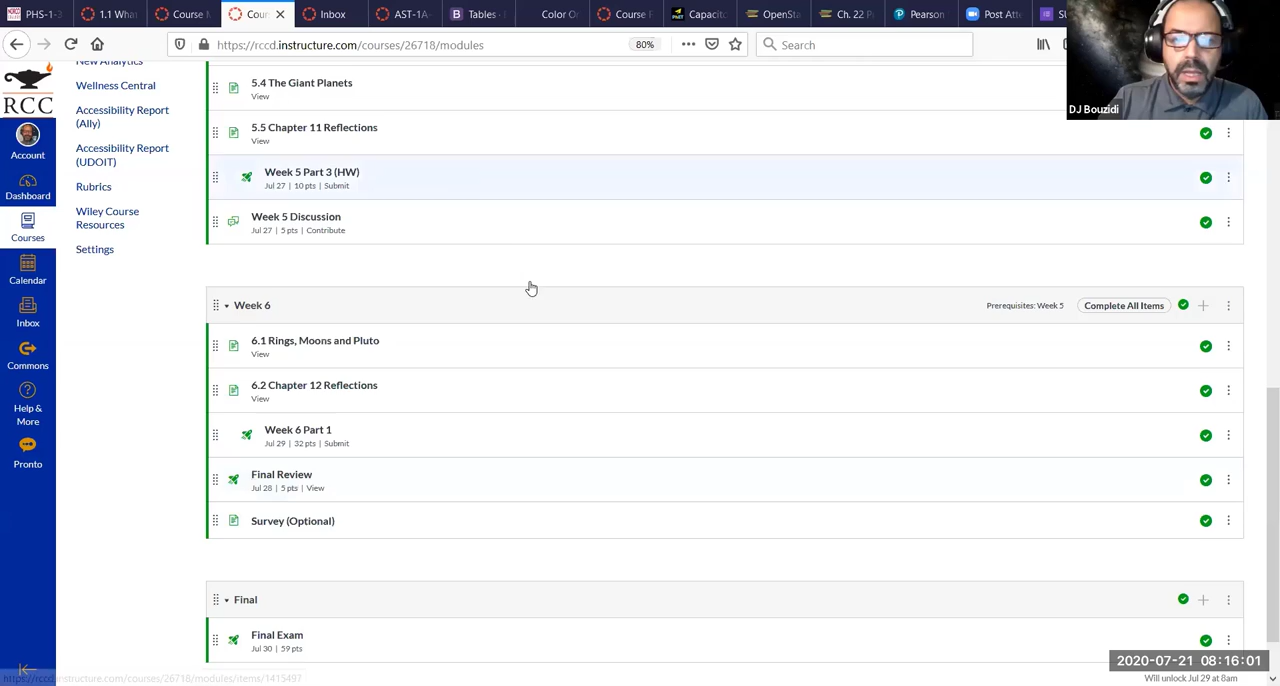 PHS-1-3
1.1 What
Course M
Cour
Inbox
AST-1A-
Tables -
Color Or
Course R
Capacito
OpenSta
Ch. 22 P
Pearson
Post Atte
https://rccd.instructure.com/courses/26718/modules
80%
Search
DJ Bouzidi
RCC
Account
Dashboard
Courses
Calendar
Inbox
Commons
Help &
More
Pronto
New Analytics
Wellness Central
Accessibility Report
(Ally)
Accessibility Report
(UDOIT)
Rubrics
Wiley Course
Resources
Settings
5.4 The Giant Planets
View
5.5 Chapter 11 Reflections
View
Week 5 Part 3 (HW)
Jul 27 | 10 pts | Submit
Week 5 Discussion
Jul 27 | 5 pts | Contribute
Week 6
Prerequisites: Week 5
Complete All Items
6.1 Rings, Moons and Pluto
View
6.2 Chapter 12 Reflections
View
Week 6 Part 1
Jul 29 | 32 pts | Submit
Final Review
Jul 28 | 5 pts | View
Survey (Optional)
Final
Final Exam
Jul 30 | 59 pts
2020-07-21 08:16:01
Will unlock Jul 29 at 8am
https://rccd.instructure.com/courses/26718/modules/items/1415497